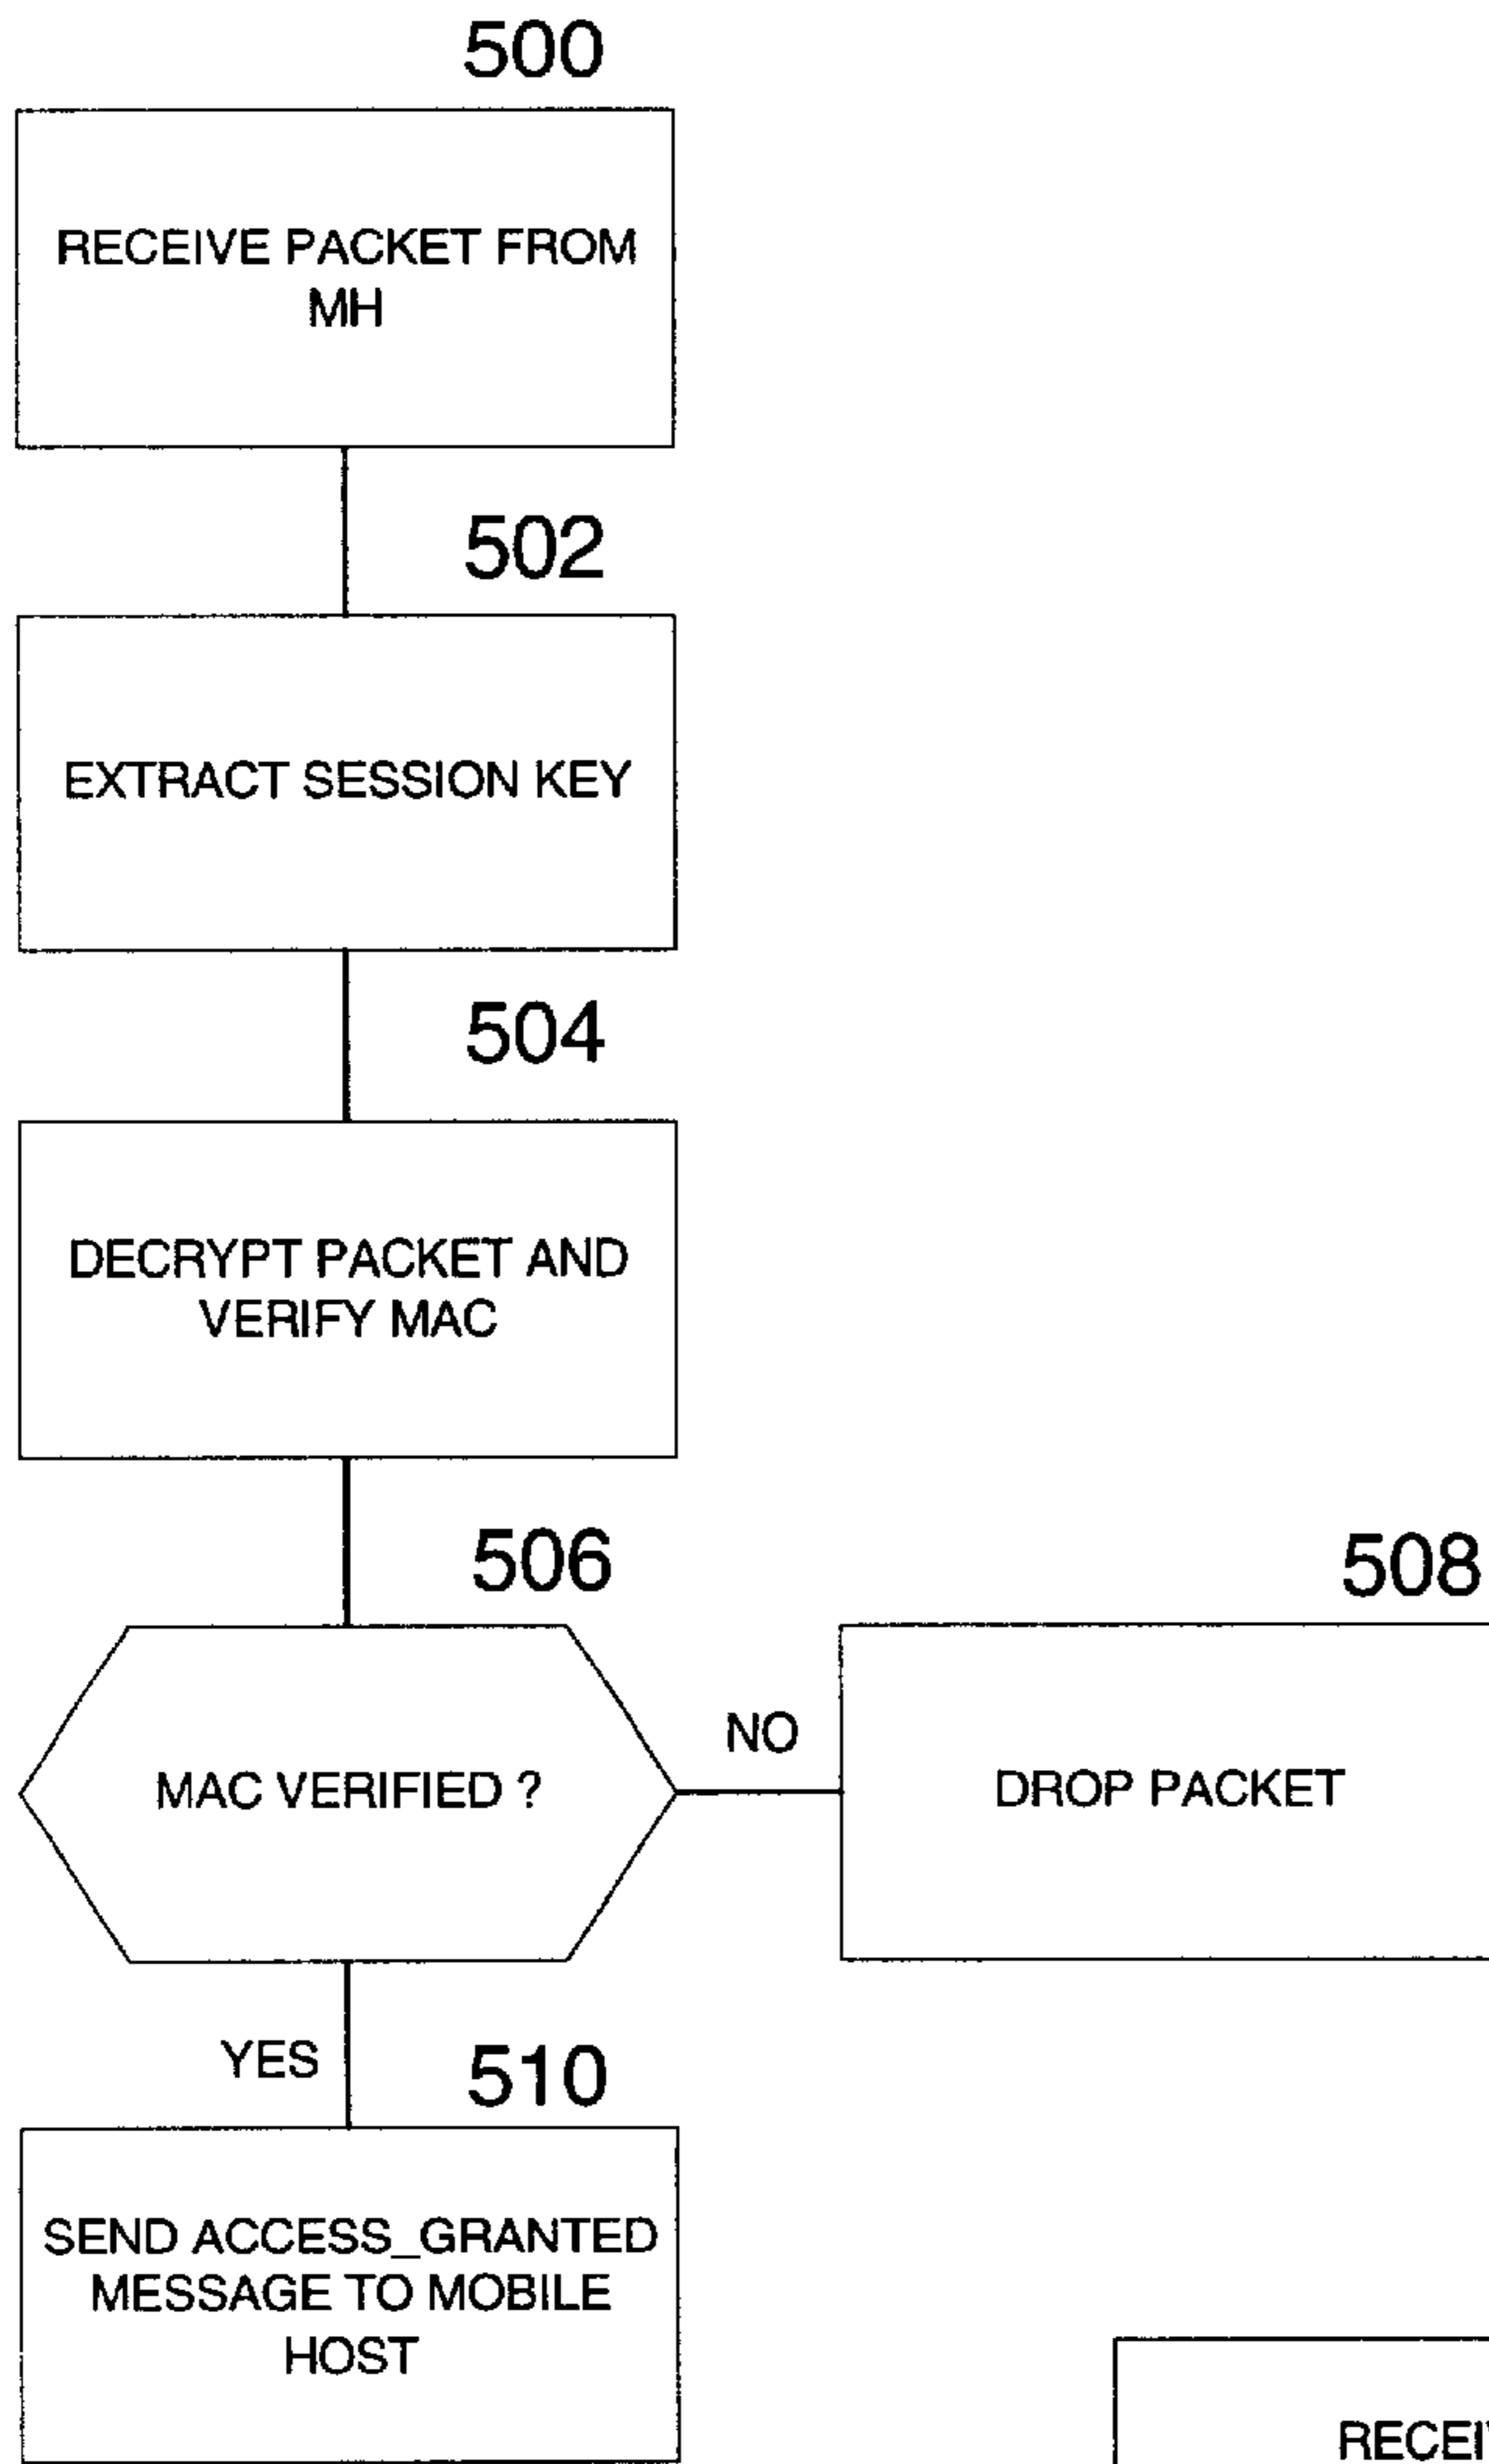 500
RECEIVE PACKET FROM
MH
502
EXTRACT SESSION KEY
504
DECRYPT PACKET AND
VERIFY MAC
506
MAC VERIFIED ?
NO
508
DROP PACKET
YES
510
SEND ACCESS_GRANTED
MESSAGE TO MOBILE
HOST